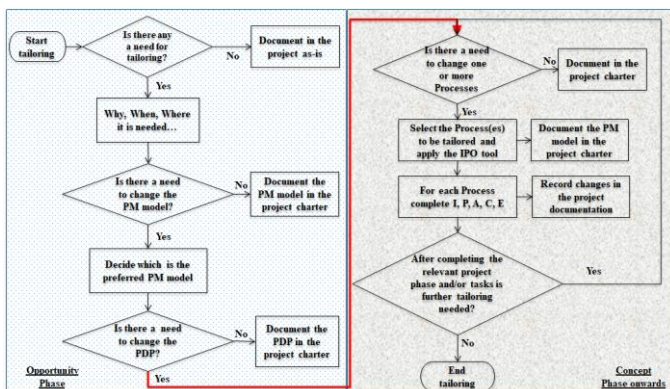 Start
tailoring
Is there any
a need for
tailoring?
No
Document in the
project as-is
Yes
Why, When, Where
it is needed…
Is there a need
to change the
PM model?
No
Document the
PM model in the
project charter
Yes
Decide which is the
preferred PM model
Is there a need
to change the
PDP?
No
Document the
PDP in the
project charter
Yes
Opportunity
Phase
Is there a need
to change one
or more
Processes
No
Document in the
project charter
Yes
Select the Process(es)
to be tailored and
apply the IPO tool
Document the PM
model in the
project charter
For each Process
complete I, P, A, C, E
Record changes in
the project
documentation
After completing the
relevant project
phase and/or tasks is
further tailoring
needed?
Yes
No
End
tailoring
Concept
Phase onwards